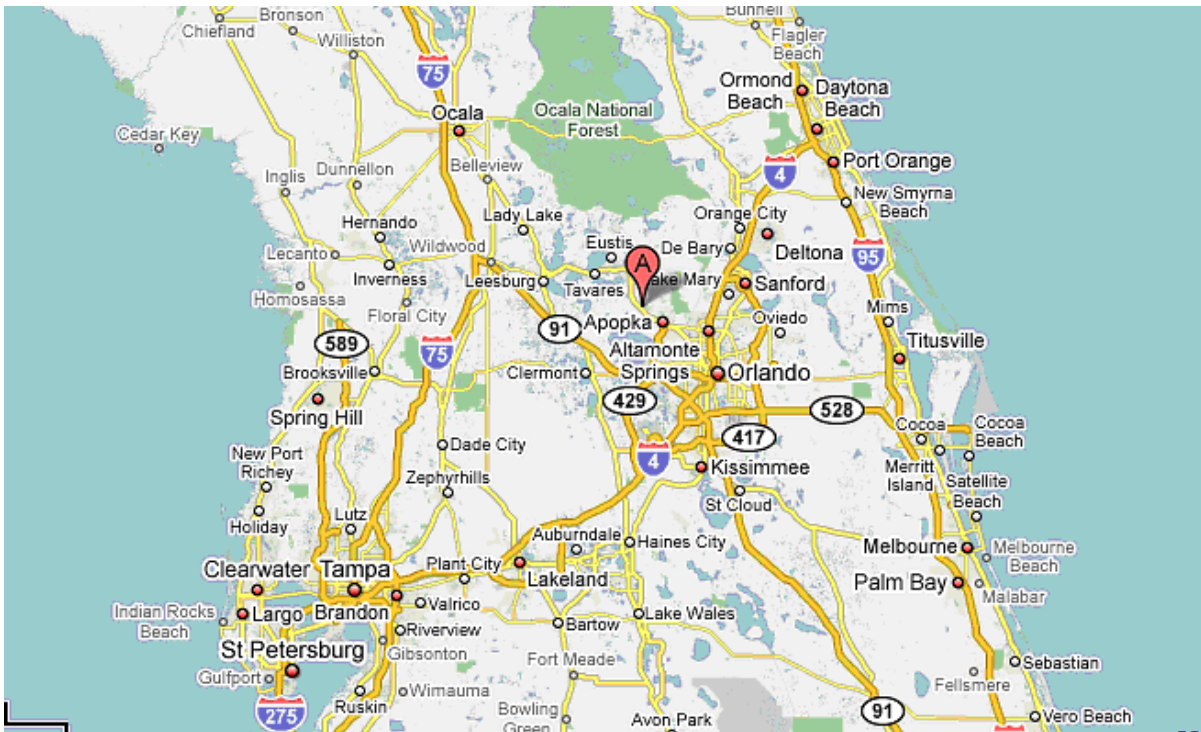 Bronson
Chiefland
Williston
Bunnell
Flagler
Beach
75
Ormond
Beach
Daytona
Beach
Ocala
Ocala National
Forest
Cedar Key
Port Orange
4
Inglis
Dunnellon
Belleview
New Smyrna
Beach
Hernando
Lady Lake
Orange City
Lecanto
Wildwood
Eustis
De Bary
Deltona
95
Inverness
A
Leesburg
Tavares
Lake Mary
Sanford
Homosassa
Floral City
Mims
Apopka
Oviedo
91
589
75
Altamonte
Springs
Titusville
Brooksville
Clermont
Orlando
Spring Hill
429
528
Dade City
417
Cocoa
Cocoa
Beach
New Port
Richey
4
Kissimmee
Merritt
Island
Zephyrhills
St Cloud
Satellite
Beach
Holiday
Lutz
Auburndale
Haines City
Melbourne
Melbourne
Beach
Clearwater
Tampa
Plant City
Lakeland
Palm Bay
Malabar
Indian Rocks
Beach
Largo
Brandon
Valrico
Lake Wales
Riverview
Bartow
St Petersburg
Gibsonton
Gulfport
Fort Meade
Sebastian
Wimauma
Fellsmere
275
Ruskin
Bowling
Green
Avon Park
91
Vero Beach